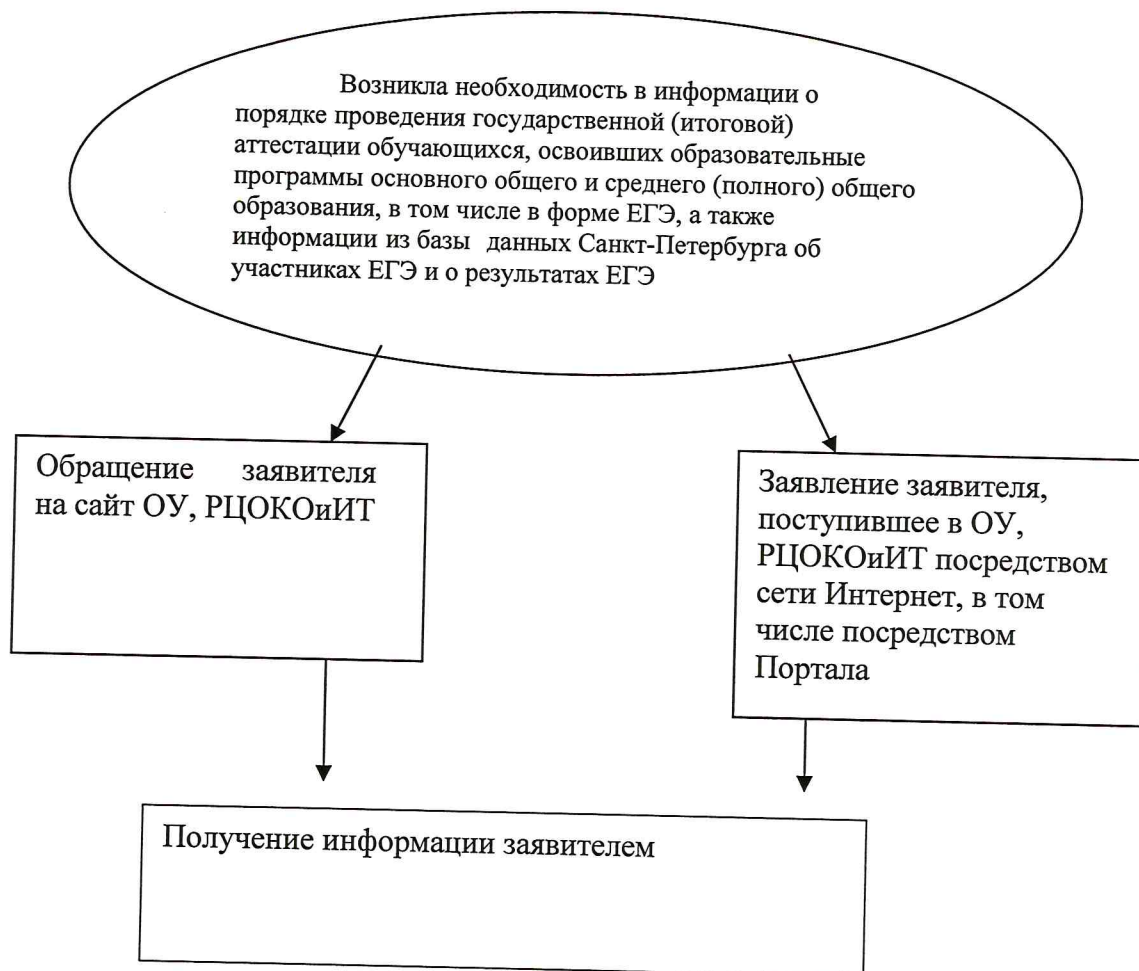 Возникла необходимость в информации о
порядке проведения государственной (итоговой)
аттестации обучающихся, освоивших образовательные
программы основного общего и среднего (полного) общего
образования, в том числе в форме ЕГЭ, а также
информации из базы данных Санкт-Петербурга об
участниках ЕГЭ и о результатах ЕГЭ
Обращение заявителя
на сайт ОУ, РЦОКОиИТ
Заявление заявителя,
поступившее в ОУ,
РЦОКОиИТ посредством
сети Интернет, в том
числе посредством
Портала
Получение информации заявителем